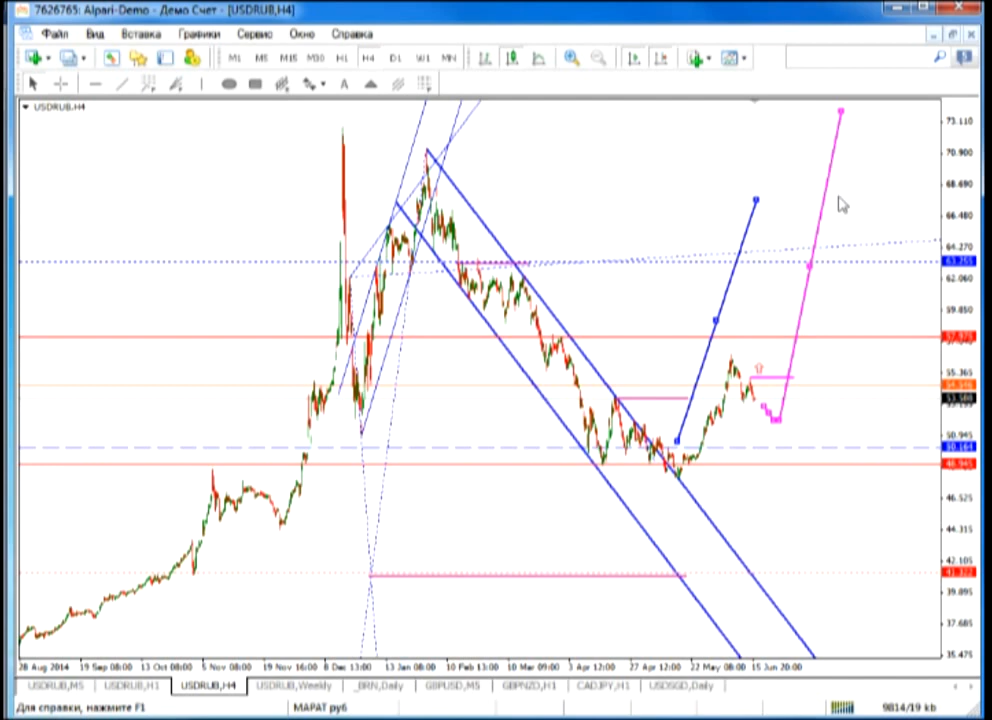 7626765: Alpari-Demo - Демо Счет - [USDRUB,H4]
Файл Вид Вставка Графики Сервис Окно Справка
M1 M5 M15 M30 H1 H4 D1 W1 MN
A
USDRUB,H4
73.110
70.900
68.690
66.480
64.270
63.255
62.060
59.850
55.365
50.945
46.525
44.315
42.105
39.895
37.685
35.475
28 Aug 2014 19 Sep 08:00 13 Oct 08:00 5 Nov 08:00 19 Nov 16:00 8 Dec 13:00 13 Jan 08:00 10 Feb 13:00 10 Mar 09:00 3 Apr 12:00 27 Apr 12:00 22 May 08:00 15 Jun 20:00
USDRUB,M5 USDRUB,H1 USDRUB,H4 USDRUB,Weekly _BRN,Daily GBPUSD,M5 GBPNZD,H1 CADJPY,H1 USDSGD,Daily
Для справки, нажмите F1 МАРАТ руб 9814/19 kb